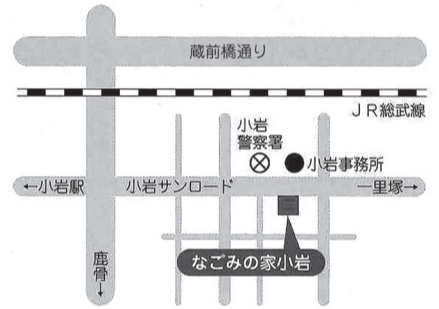 蔵前橋通り
JR総武線
小岩
警察署
小岩事務所
←小岩駅
小岩サンロード
一里塚→
鹿骨↓
なごみの家小岩